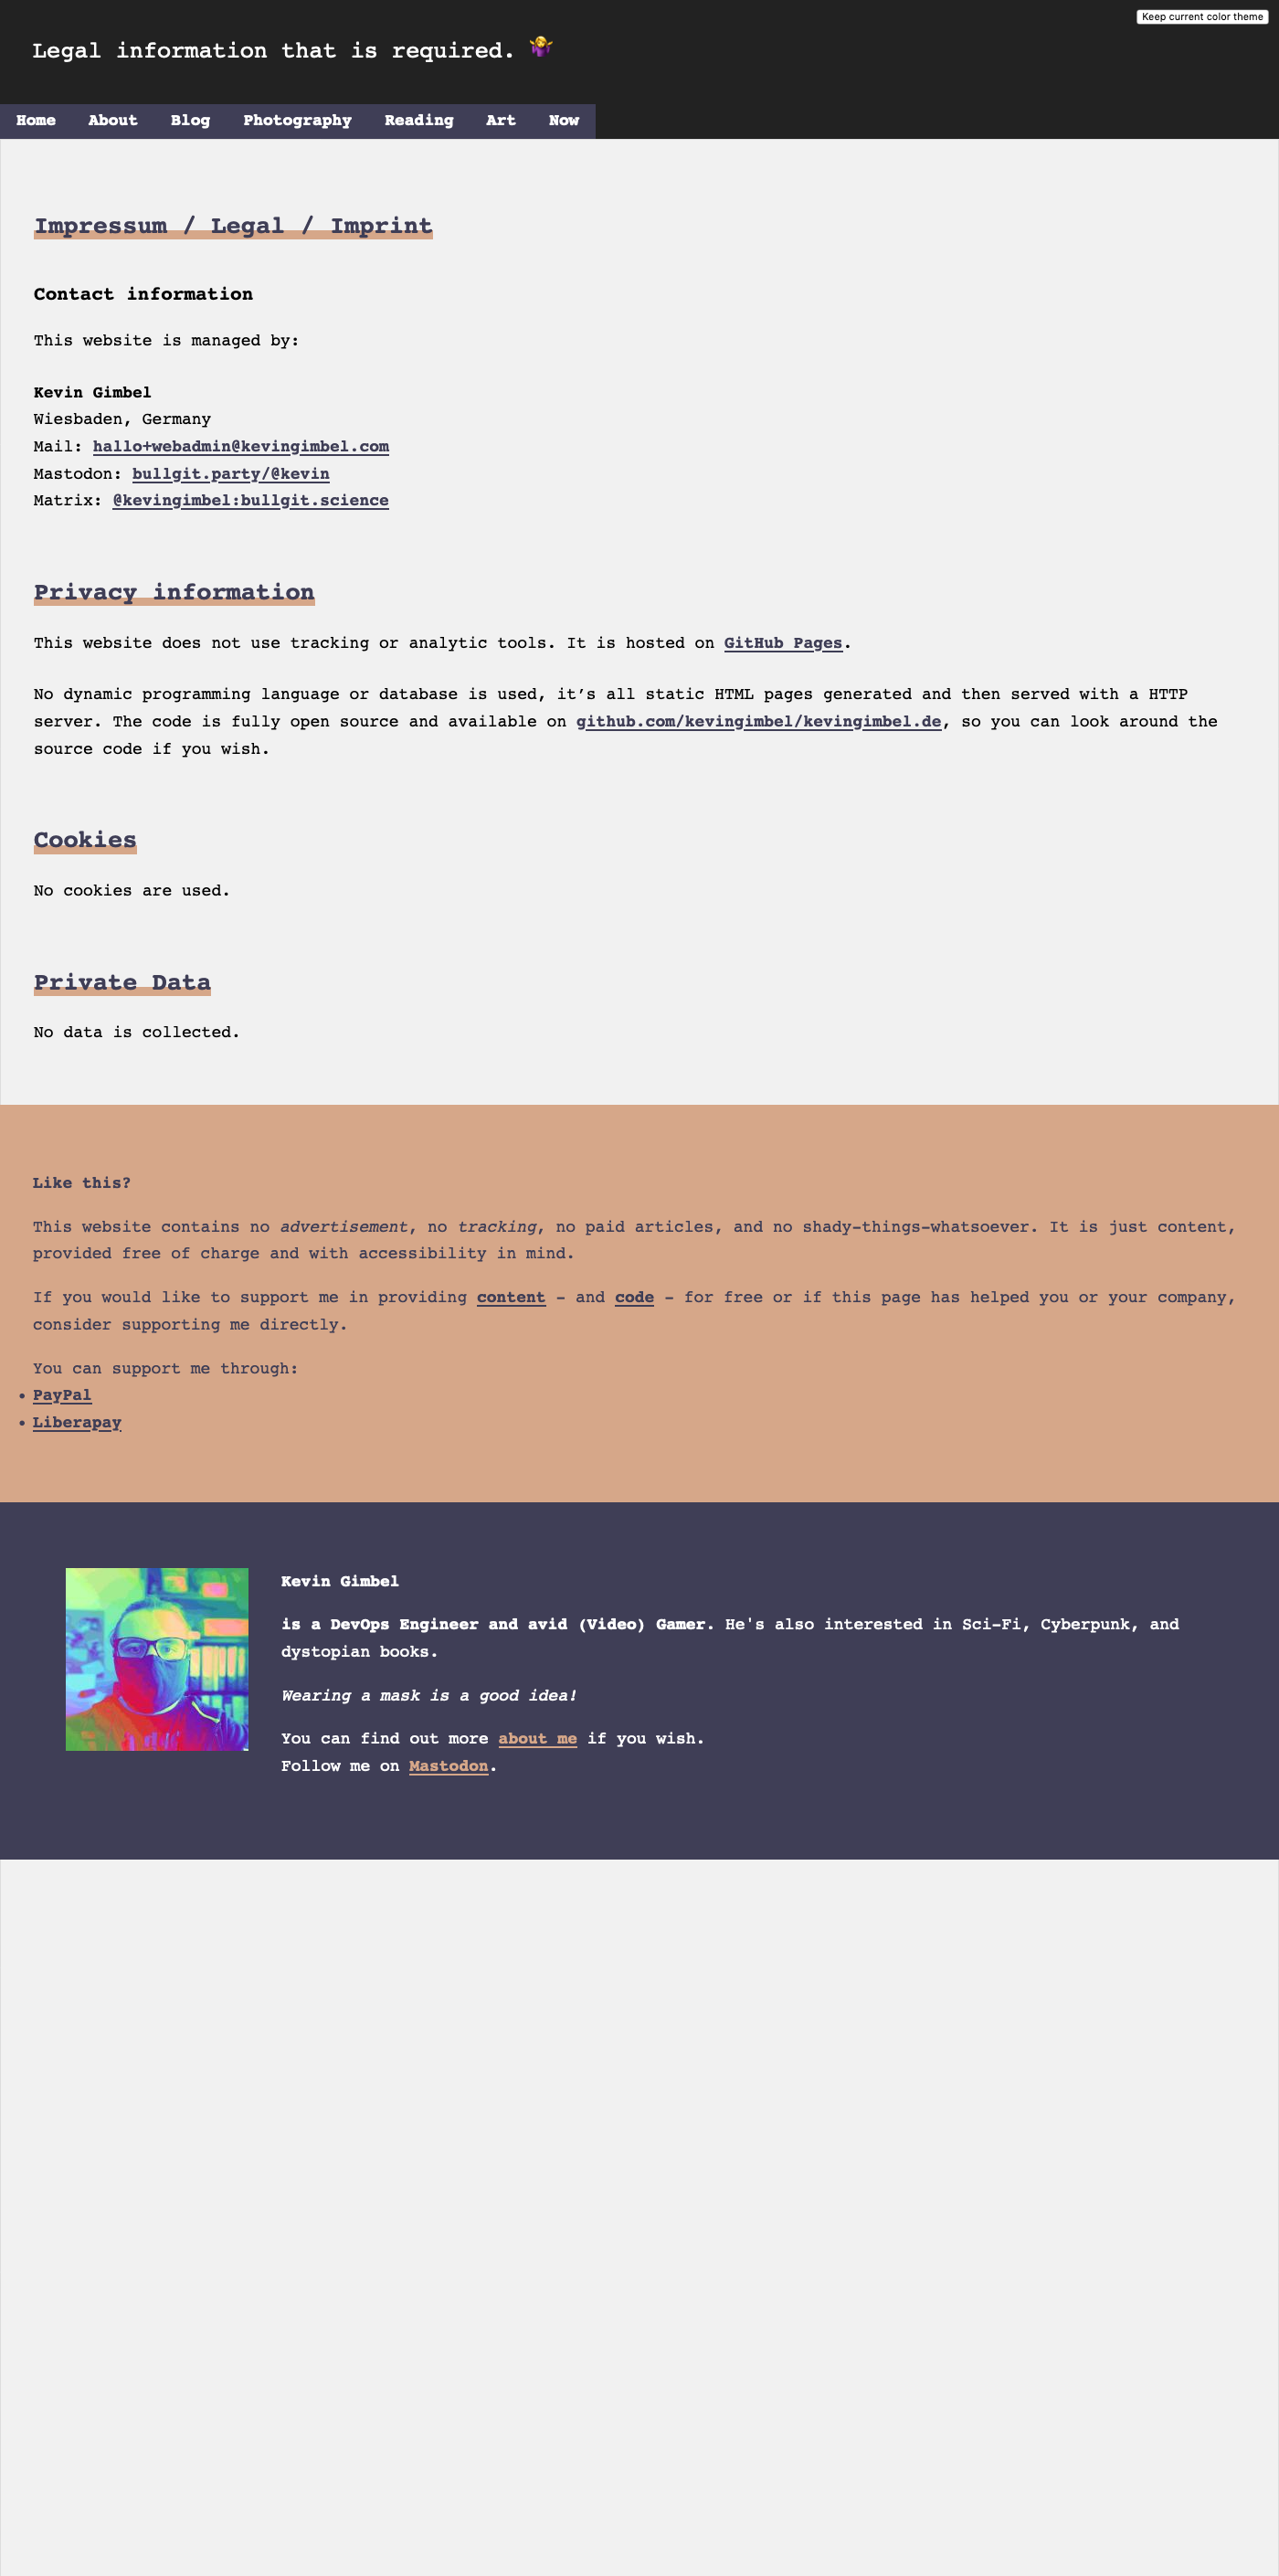 Keep current color theme
Legal information that is required. 🤷‍♀️
Home About Blog Photography Reading Art Now
Impressum / Legal / Imprint
Contact information
This website is managed by:
Kevin Gimbel
Wiesbaden, Germany
Mail: hallo+webadmin@kevingimbel.com
Mastodon: bullgit.party/@kevin
Matrix: @kevingimbel:bullgit.science
Privacy information
This website does not use tracking or analytic tools. It is hosted on GitHub Pages.
No dynamic programming language or database is used, it’s all static HTML pages generated and then served with a HTTP
server. The code is fully open source and available on github.com/kevingimbel/kevingimbel.de, so you can look around the
source code if you wish.
Cookies
No cookies are used.
Private Data
No data is collected.
Like this?
This website contains no advertisement, no tracking, no paid articles, and no shady-things-whatsoever. It is just content,
provided free of charge and with accessibility in mind.
If you would like to support me in providing content - and code - for free or if this page has helped you or your company,
consider supporting me directly.
You can support me through:
• PayPal
• Liberapay
Kevin Gimbel
is a DevOps Engineer and avid (Video) Gamer. He's also interested in Sci-Fi, Cyberpunk, and
dystopian books.
Wearing a mask is a good idea!
You can find out more about me if you wish.
Follow me on Mastodon.